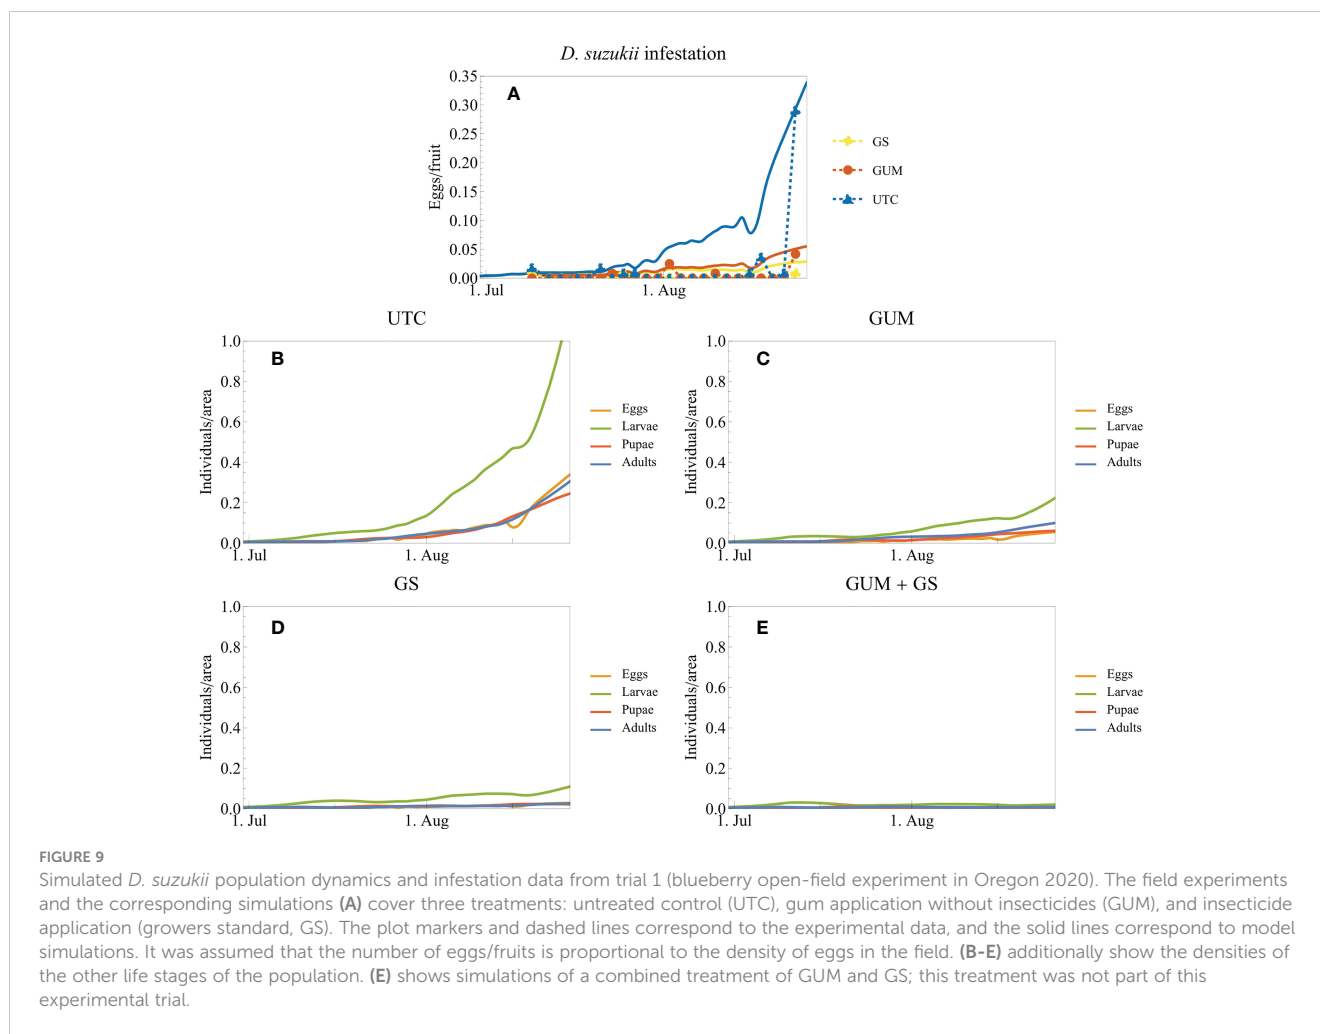 D. suzukii infestation
A
0.35
0.30
0.25
0.20
0.15
0.10
0.05
0.00
Eggs/fruit
1. Jul
1. Aug
GS
GUM
UTC
UTC
B
1.0
0.8
0.6
0.4
0.2
0.0
Individuals/area
1. Jul
1. Aug
Eggs
Larvae
Pupae
Adults
GUM
C
1.0
0.8
0.6
0.4
0.2
0.0
Individuals/area
1. Jul
1. Aug
Eggs
Larvae
Pupae
Adults
GS
D
1.0
0.8
0.6
0.4
0.2
0.0
Individuals/area
1. Jul
1. Aug
Eggs
Larvae
Pupae
Adults
GUM + GS
E
1.0
0.8
0.6
0.4
0.2
0.0
Individuals/area
1. Jul
1. Aug
Eggs
Larvae
Pupae
Adults
FIGURE 9
Simulated D. suzukii population dynamics and infestation data from trial 1 (blueberry open-field experiment in Oregon 2020). The field experiments
and the corresponding simulations (A) cover three treatments: untreated control (UTC), gum application without insecticides (GUM), and insecticide
application (growers standard, GS). The plot markers and dashed lines correspond to the experimental data, and the solid lines correspond to model
simulations. It was assumed that the number of eggs/fruits is proportional to the density of eggs in the field. (B-E) additionally show the densities of
the other life stages of the population. (E) shows simulations of a combined treatment of GUM and GS; this treatment was not part of this
experimental trial.